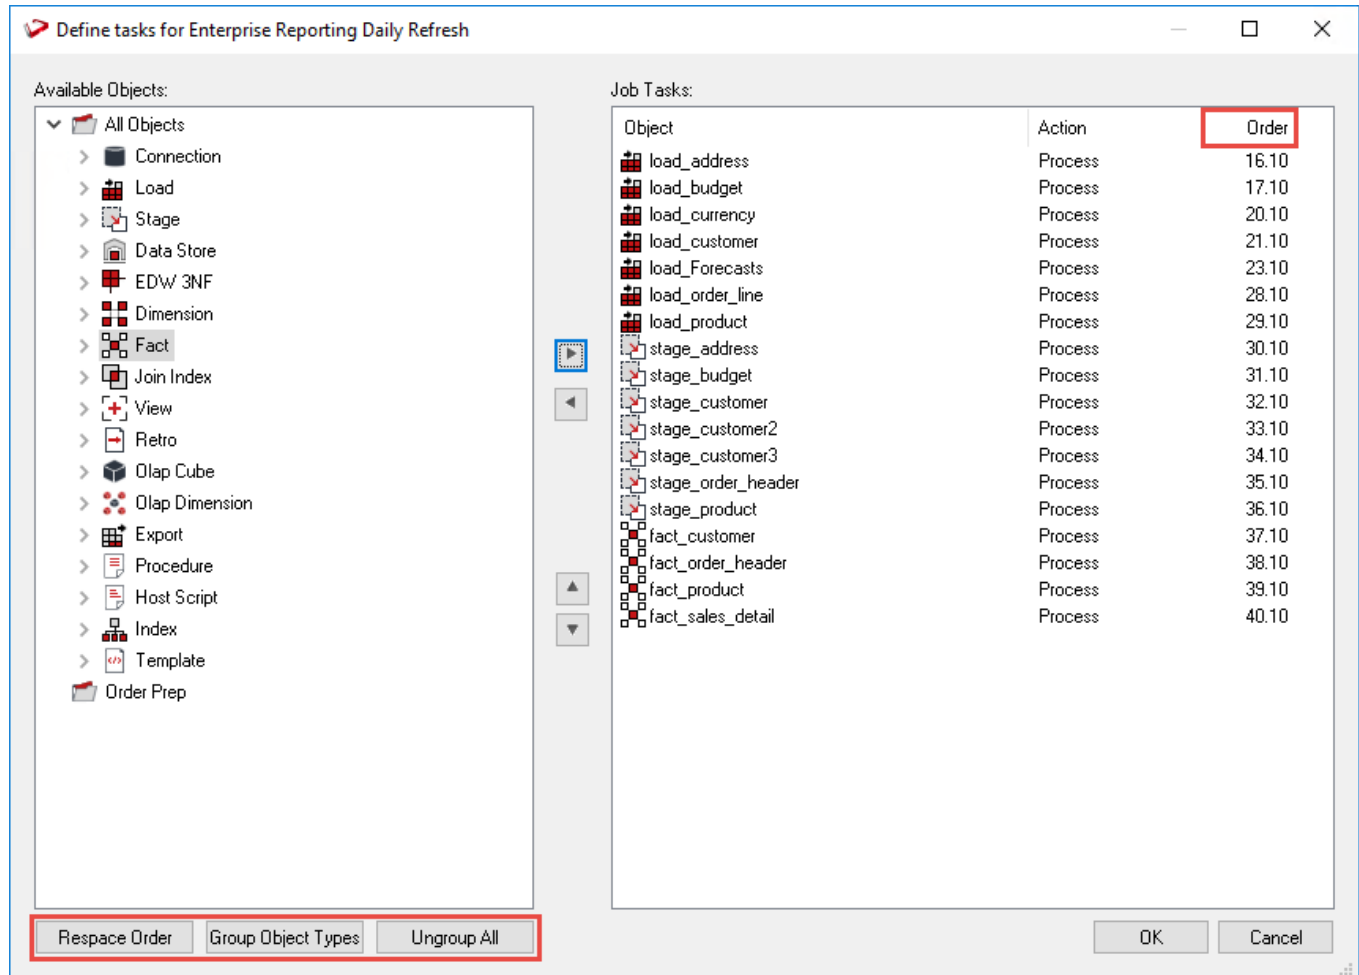 Define tasks for Enterprise Reporting Daily Refresh
Available Objects:
All Objects
Connection
Load
Stage
Data Store
EDW 3NF
Dimension
Fact
Join Index
View
Retro
Olap Cube
Olap Dimension
Export
Procedure
Host Script
Index
Template
Order Prep
Job Tasks:
Object Action Order
load_address Process 16.10
load_budget Process 17.10
load_currency Process 20.10
load_customer Process 21.10
load_Forecasts Process 23.10
load_order_line Process 28.10
load_product Process 29.10
stage_address Process 30.10
stage_budget Process 31.10
stage_customer Process 32.10
stage_customer2 Process 33.10
stage_customer3 Process 34.10
stage_order_header Process 35.10
stage_product Process 36.10
fact_customer Process 37.10
fact_order_header Process 38.10
fact_product Process 39.10
fact_sales_detail Process 40.10
Respace Order Group Object Types Ungroup All OK Cancel